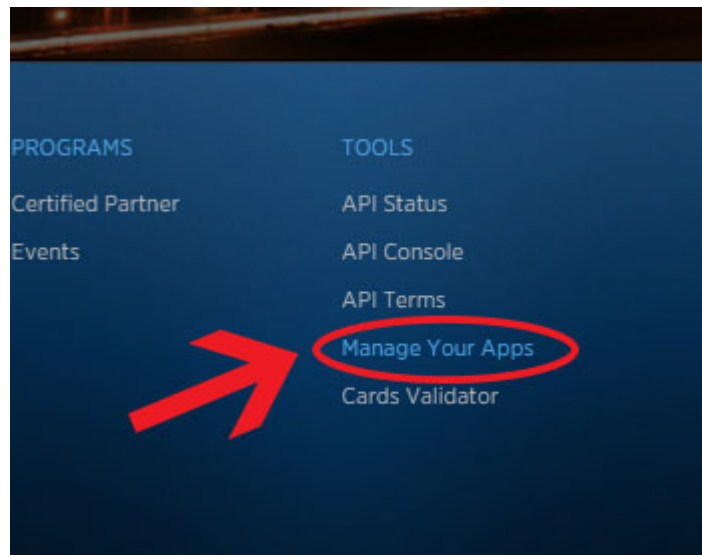 PROGRAMS
Certified Partner
Events
TOOLS
API Status
API Console
API Terms
Manage Your Apps
Cards Validator